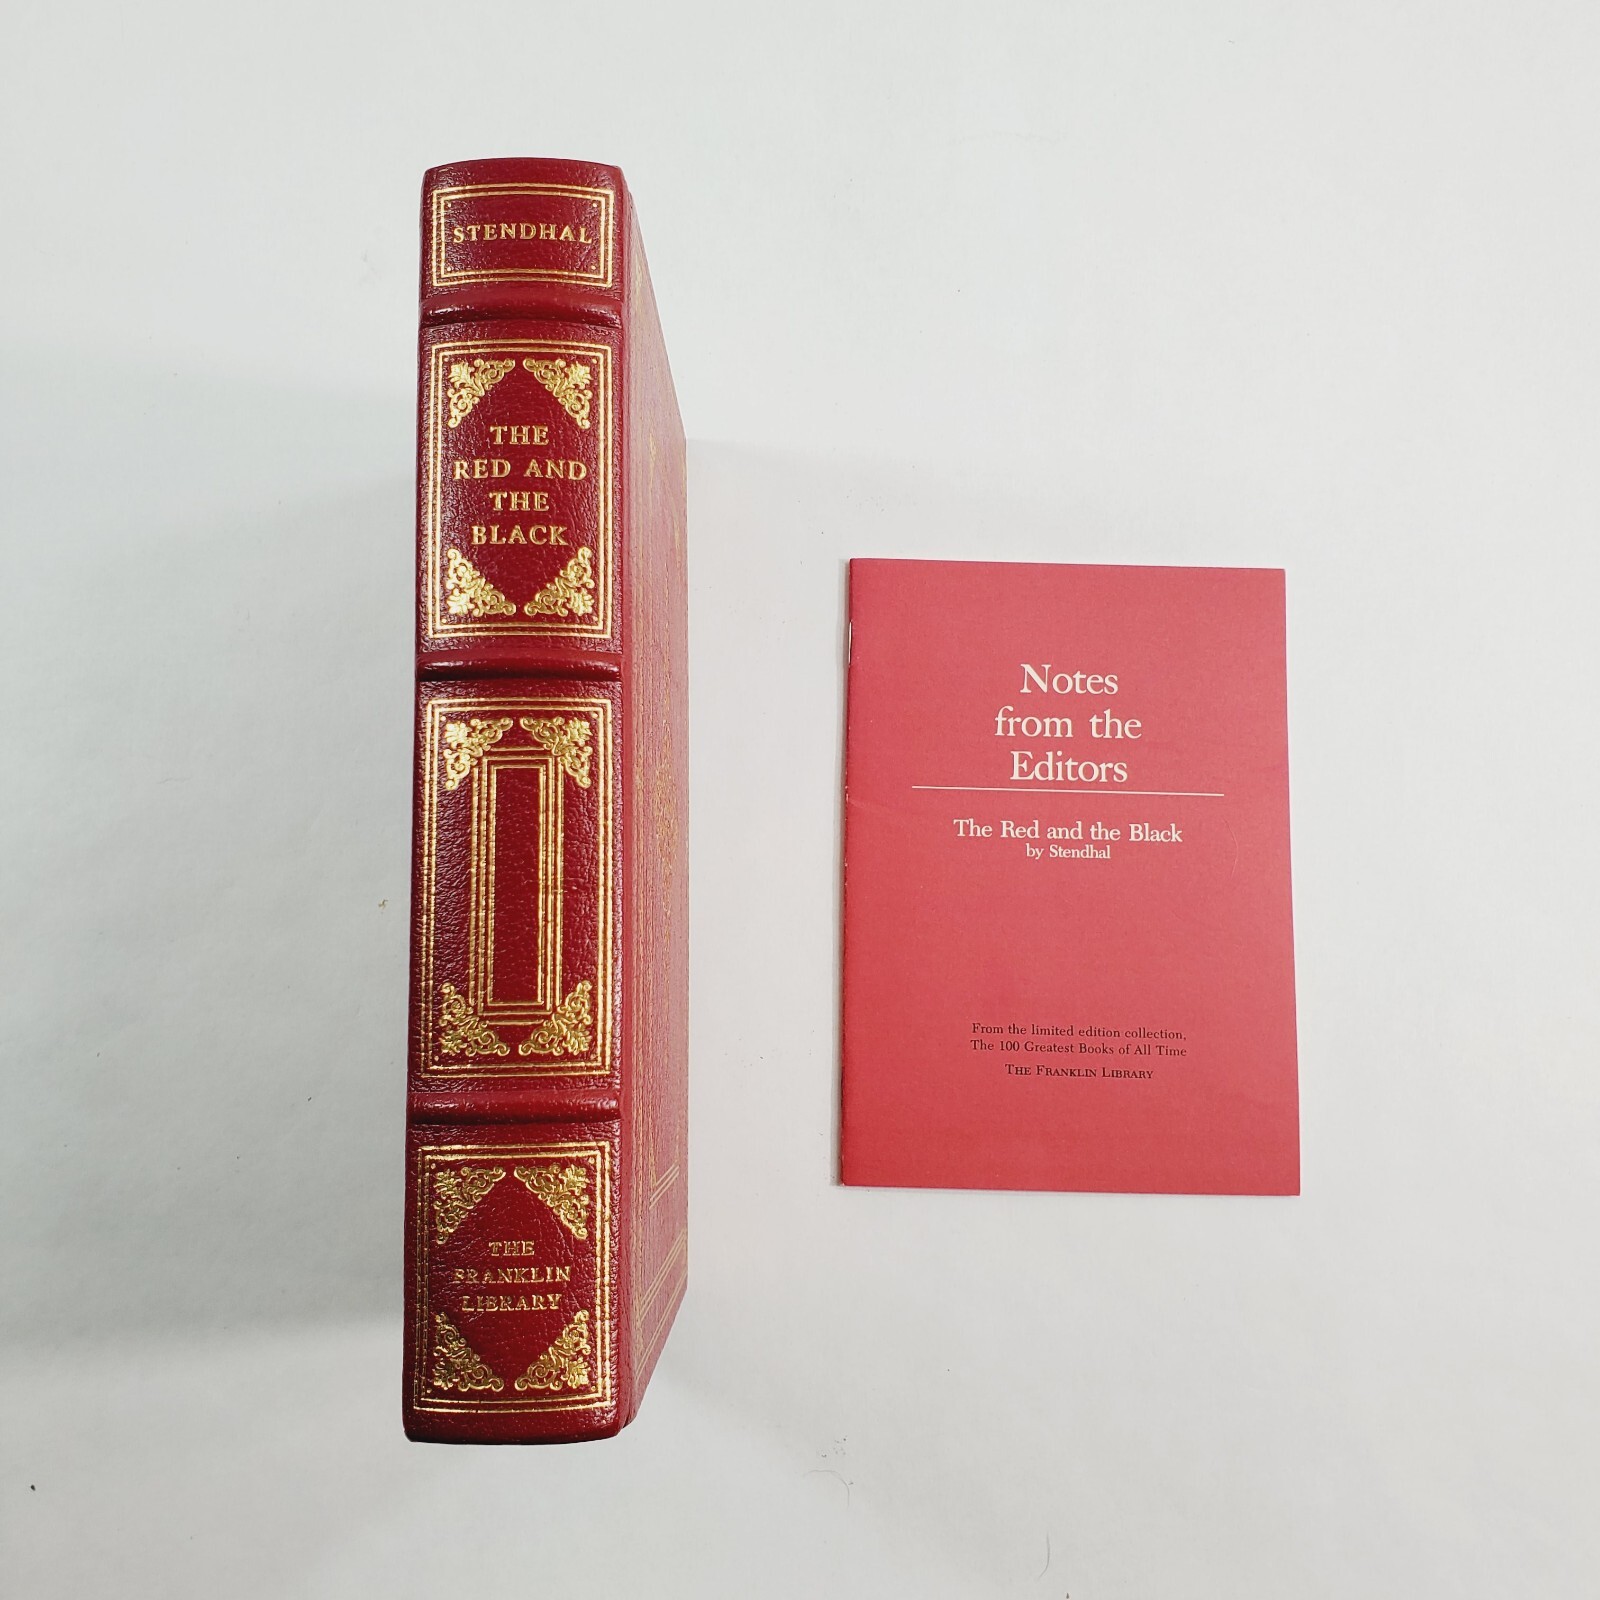 STENDHAL
THE
RED AND
THE
BLACK
THE
FRANKLIN
LIBRARY
Notes
from the
Editors
The Red and the Black
by Stendhal
From the limited edition collection,
The 100 Greatest Books of All Time
THE FRANKLIN LIBRARY